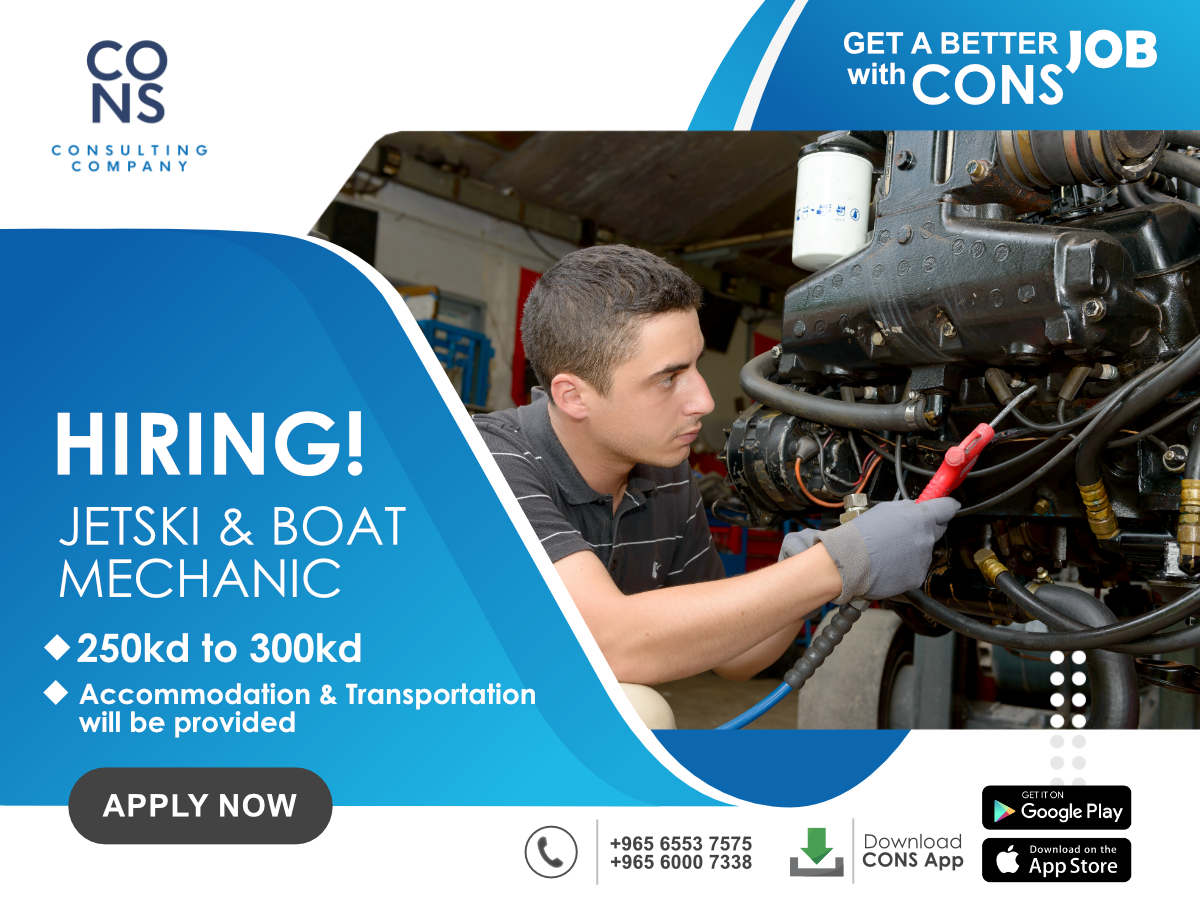 CO
NS
CONSULTING
COMPANY
GET A BETTER JOB
with CONS
HIRING!
JETSKI & BOAT
MECHANIC
250kd to 300kd
Accommodation & Transportation
will be provided
APPLY NOW
+965 6553 7575
+965 6000 7338
Download
CONS App
GET IT ON
Google Play
Download on the
App Store